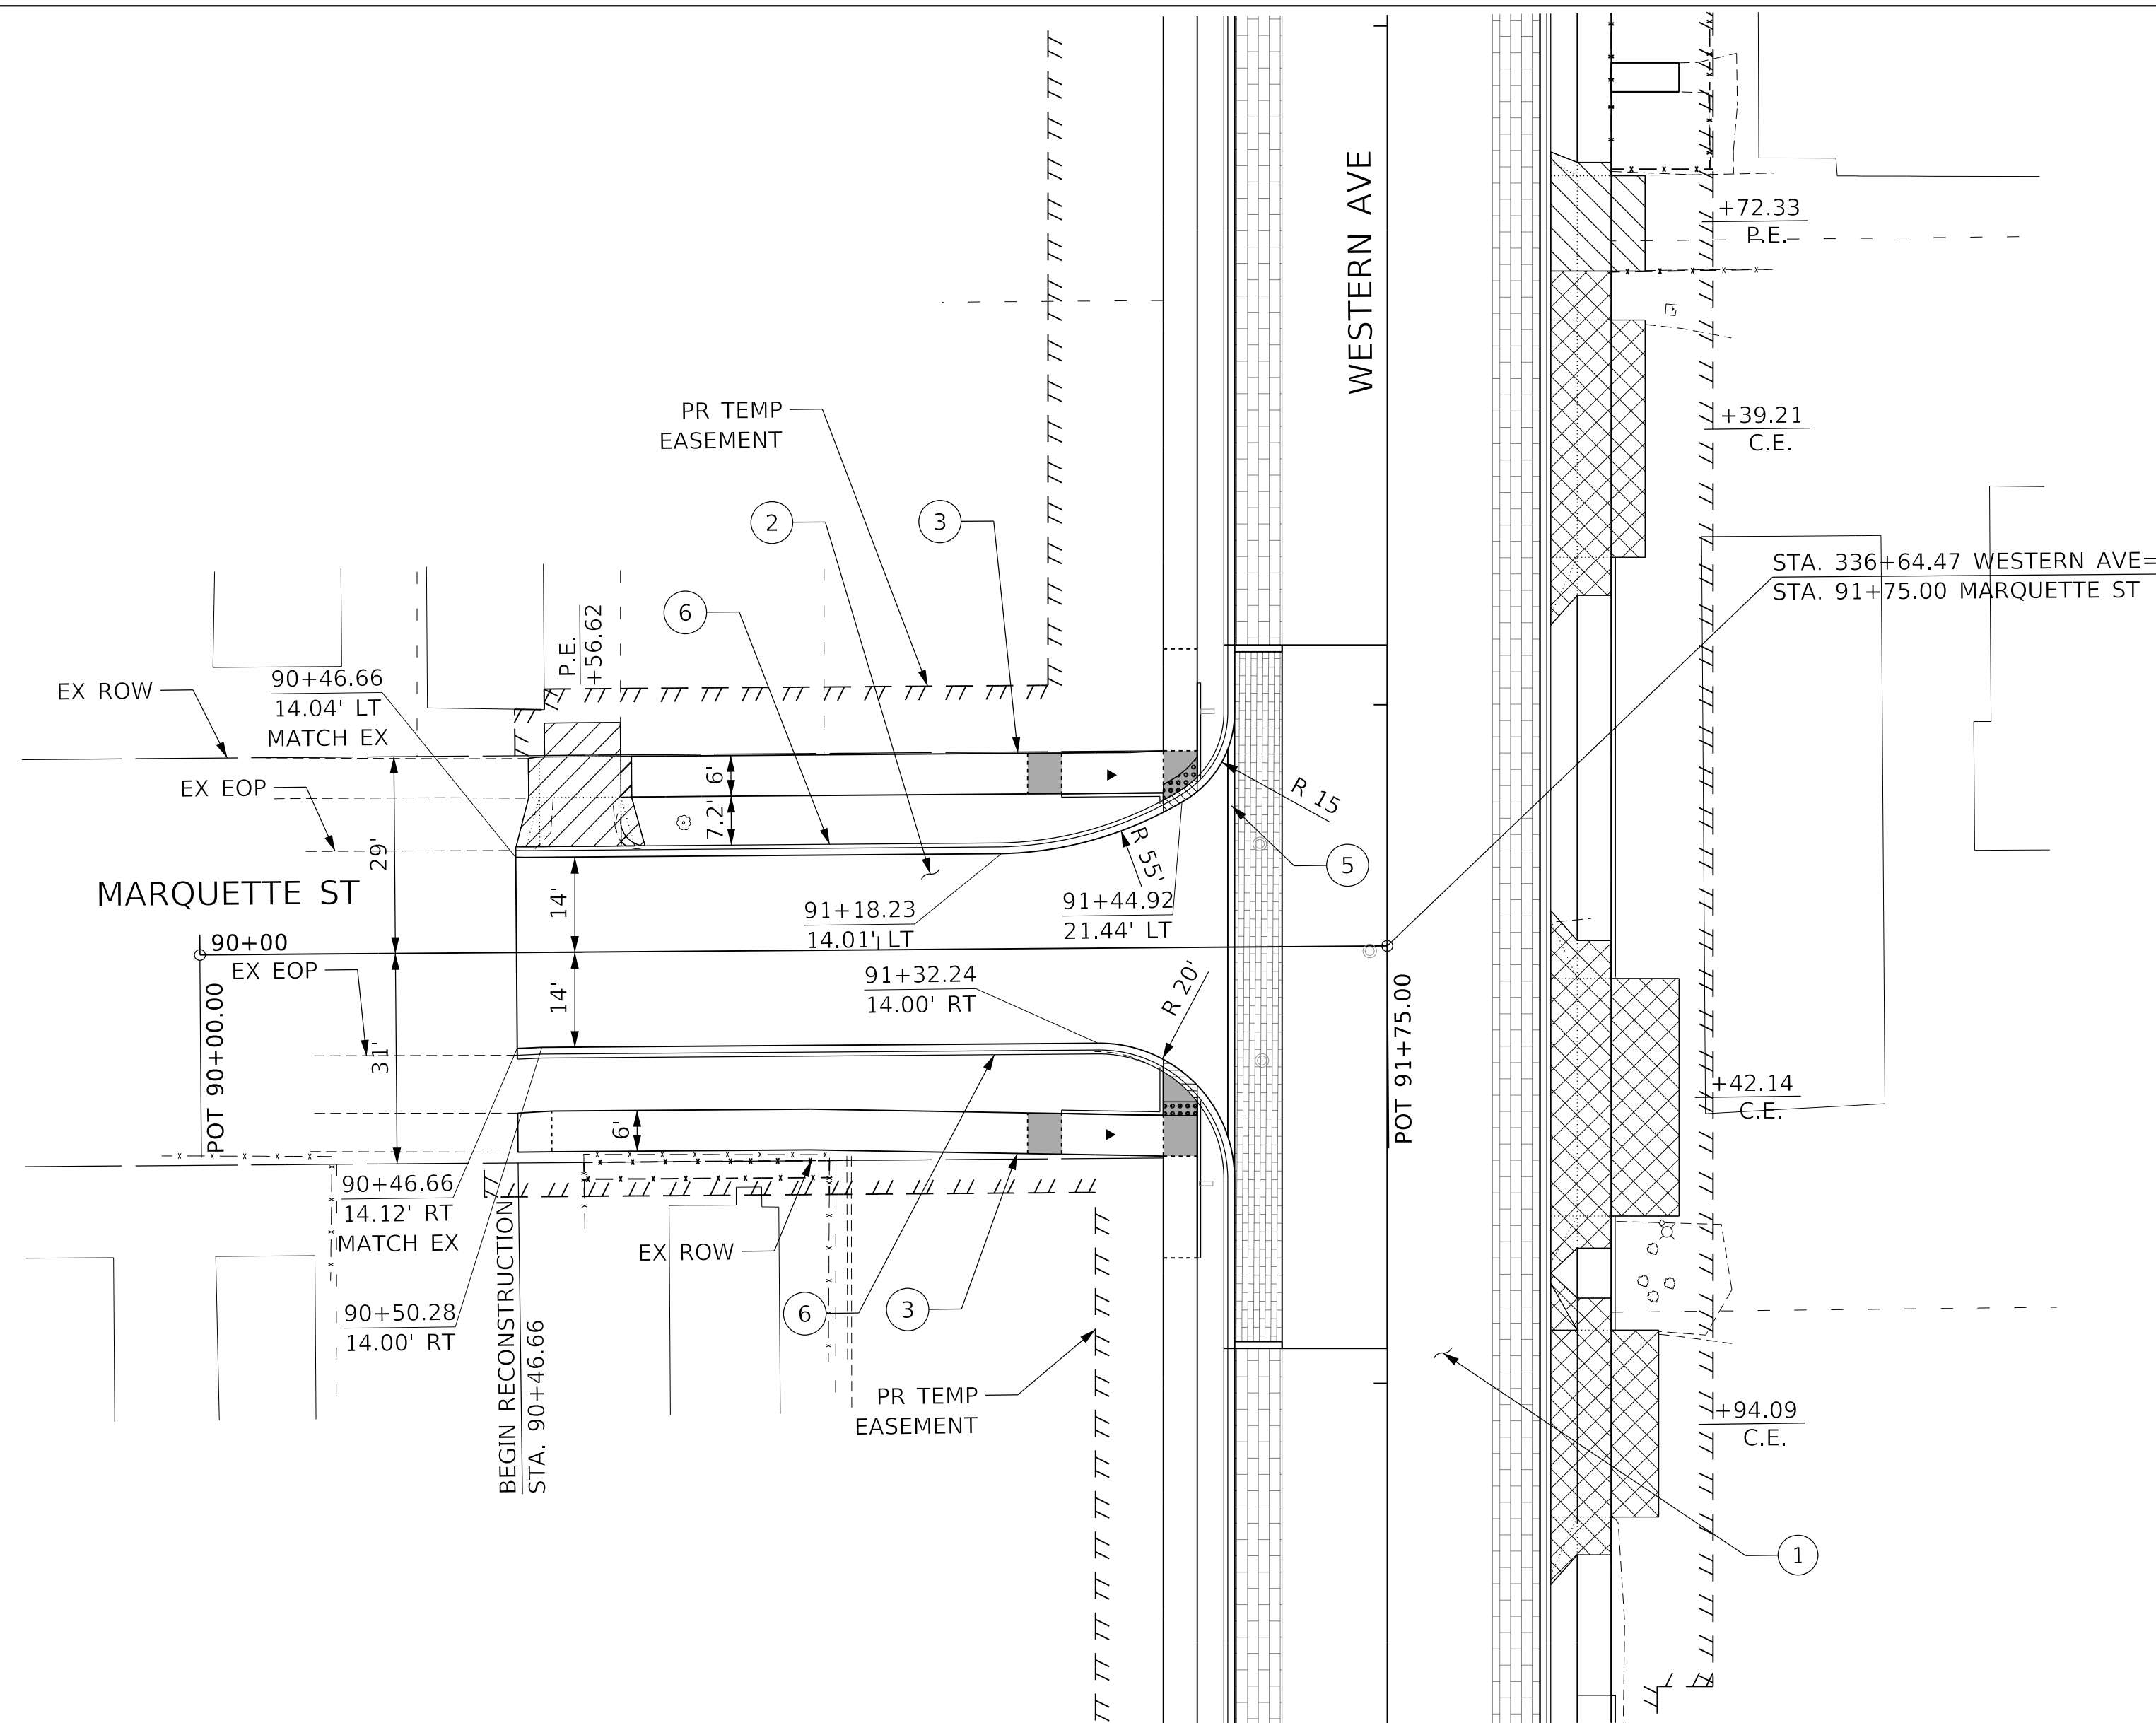 WESTERN AVE
+72.33
P.E.
+39.21
C.E.
PR TEMP
EASEMENT
2
3
6
STA. 336+64.47 WESTERN AVE=
STA. 91+75.00 MARQUETTE ST
P.E.
+56.62
EX ROW
90+46.66
14.04' LT
MATCH EX
EX EOP
29'
6'
7.2'
R 15
R 55'
5
MARQUETTE ST
14'
91+18.23
14.01' LT
91+44.92
21.44' LT
90+00
EX EOP
POT 90+00.00
31'
14'
91+32.24
14.00' RT
R 20'
POT 91+75.00
+42.14
C.E.
6'
90+46.66
14.12' RT
MATCH EX
EX ROW
6
3
90+50.28
14.00' RT
BEGIN RECONSTRUCTION
STA. 90+46.66
PR TEMP
EASEMENT
+94.09
C.E.
1